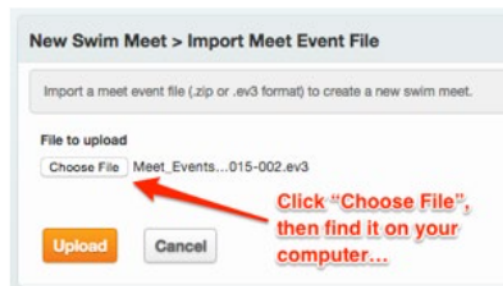 New Swim Meet > Import Meet Event File
Import a meet event file (.zip or .ev3 format) to create a new swim meet.
File to upload
Choose File Meet_Events...015-002.ev3
Click “Choose File”,
then find it on your
computer...
Upload Cancel